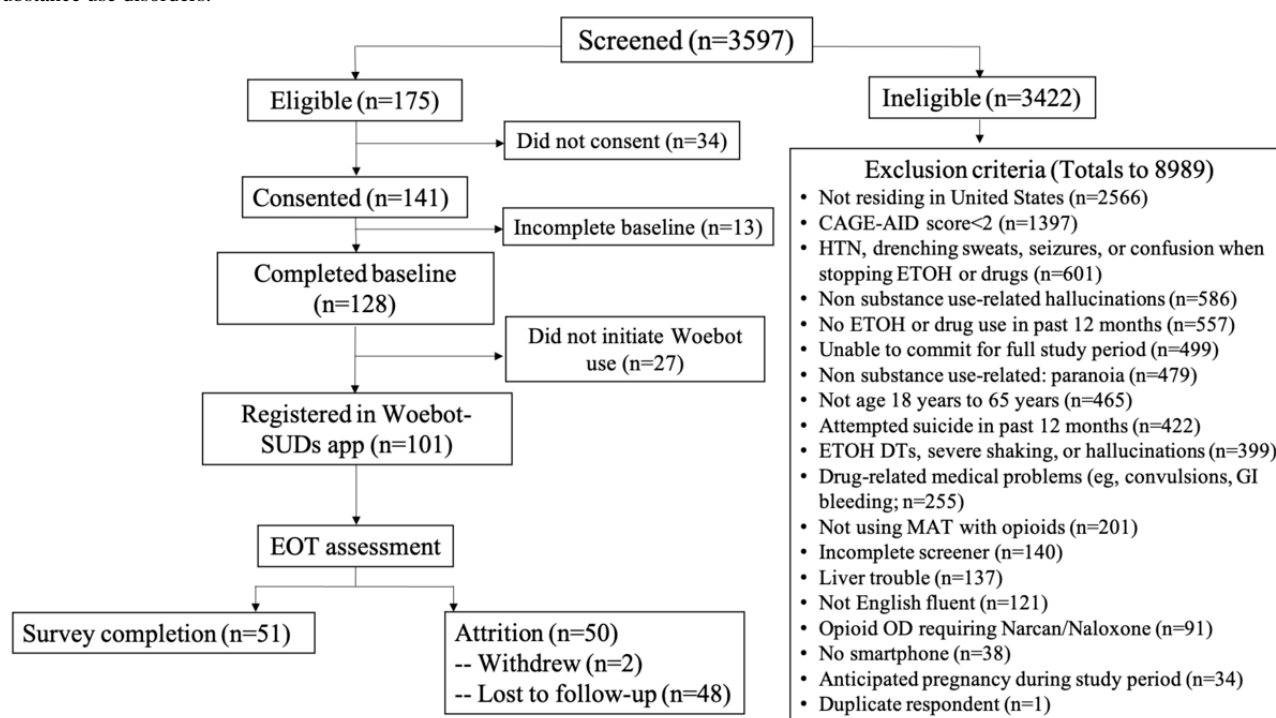 substance use disorders.
Screened (n=3597)
Eligible (n=175)
Ineligible (n=3422)
Did not consent (n=34)
Consented (n=141)
Incomplete baseline (n=13)
Completed baseline
(n=128)
Did not initiate Woebot
use (n=27)
Registered in Woebot-
SUDs app (n=101)
EOT assessment
Survey completion (n=51)
Attrition (n=50)
-- Withdrew (n=2)
-- Lost to follow-up (n=48)
Exclusion criteria (Totals to 8989)
• Not residing in United States (n=2566)
• CAGE-AID score<2 (n=1397)
• HTN, drenching sweats, seizures, or confusion when
stopping ETOH or drugs (n=601)
• Non substance use-related hallucinations (n=586)
• No ETOH or drug use in past 12 months (n=557)
• Unable to commit for full study period (n=499)
• Non substance use-related: paranoia (n=479)
• Not age 18 years to 65 years (n=465)
• Attempted suicide in past 12 months (n=422)
• ETOH DTs, severe shaking, or hallucinations (n=399)
• Drug-related medical problems (eg, convulsions, GI
bleeding; n=255)
• Not using MAT with opioids (n=201)
• Incomplete screener (n=140)
• Liver trouble (n=137)
• Not English fluent (n=121)
• Opioid OD requiring Narcan/Naloxone (n=91)
• No smartphone (n=38)
• Anticipated pregnancy during study period (n=34)
• Duplicate respondent (n=1)